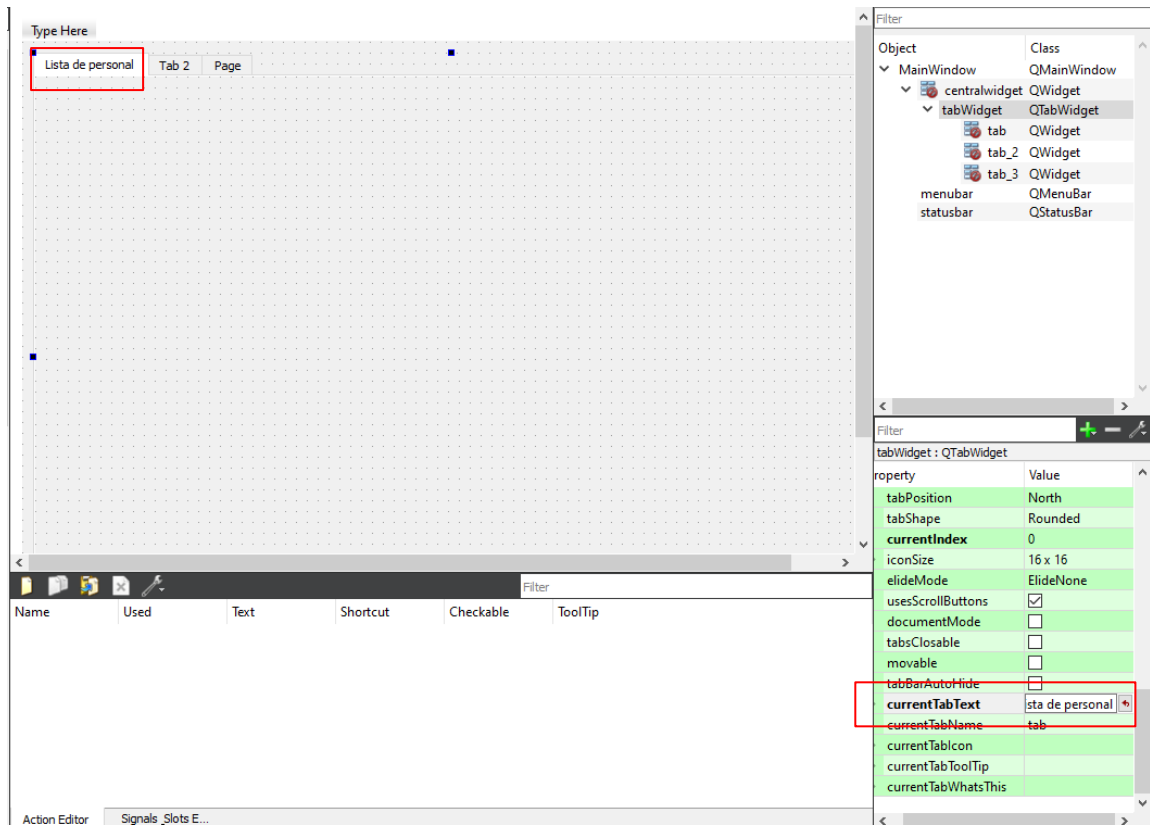 Type Here
Lista de personal Tab 2 Page
Filter
Object Class
MainWindow QMainWindow
centralwidget QWidget
tabWidget QTabWidget
tab QWidget
tab_2 QWidget
tab_3 QWidget
menubar QMenuBar
statusbar QStatusBar
Filter
tabWidget : QTabWidget
roperty Value
tabPosition North
tabShape Rounded
currentIndex 0
iconSize 16 x 16
elideMode ElideNone
usesScrollButtons
documentMode
tabsClosable
movable
tabBarAutoHide
currentTabText ista de personal
currentTabName tab
currentTabIcon
currentTabToolTip
currentTabWhatsThis
Filter
Name Used Text Shortcut Checkable ToolTip
Action Editor Signals_Slots E...